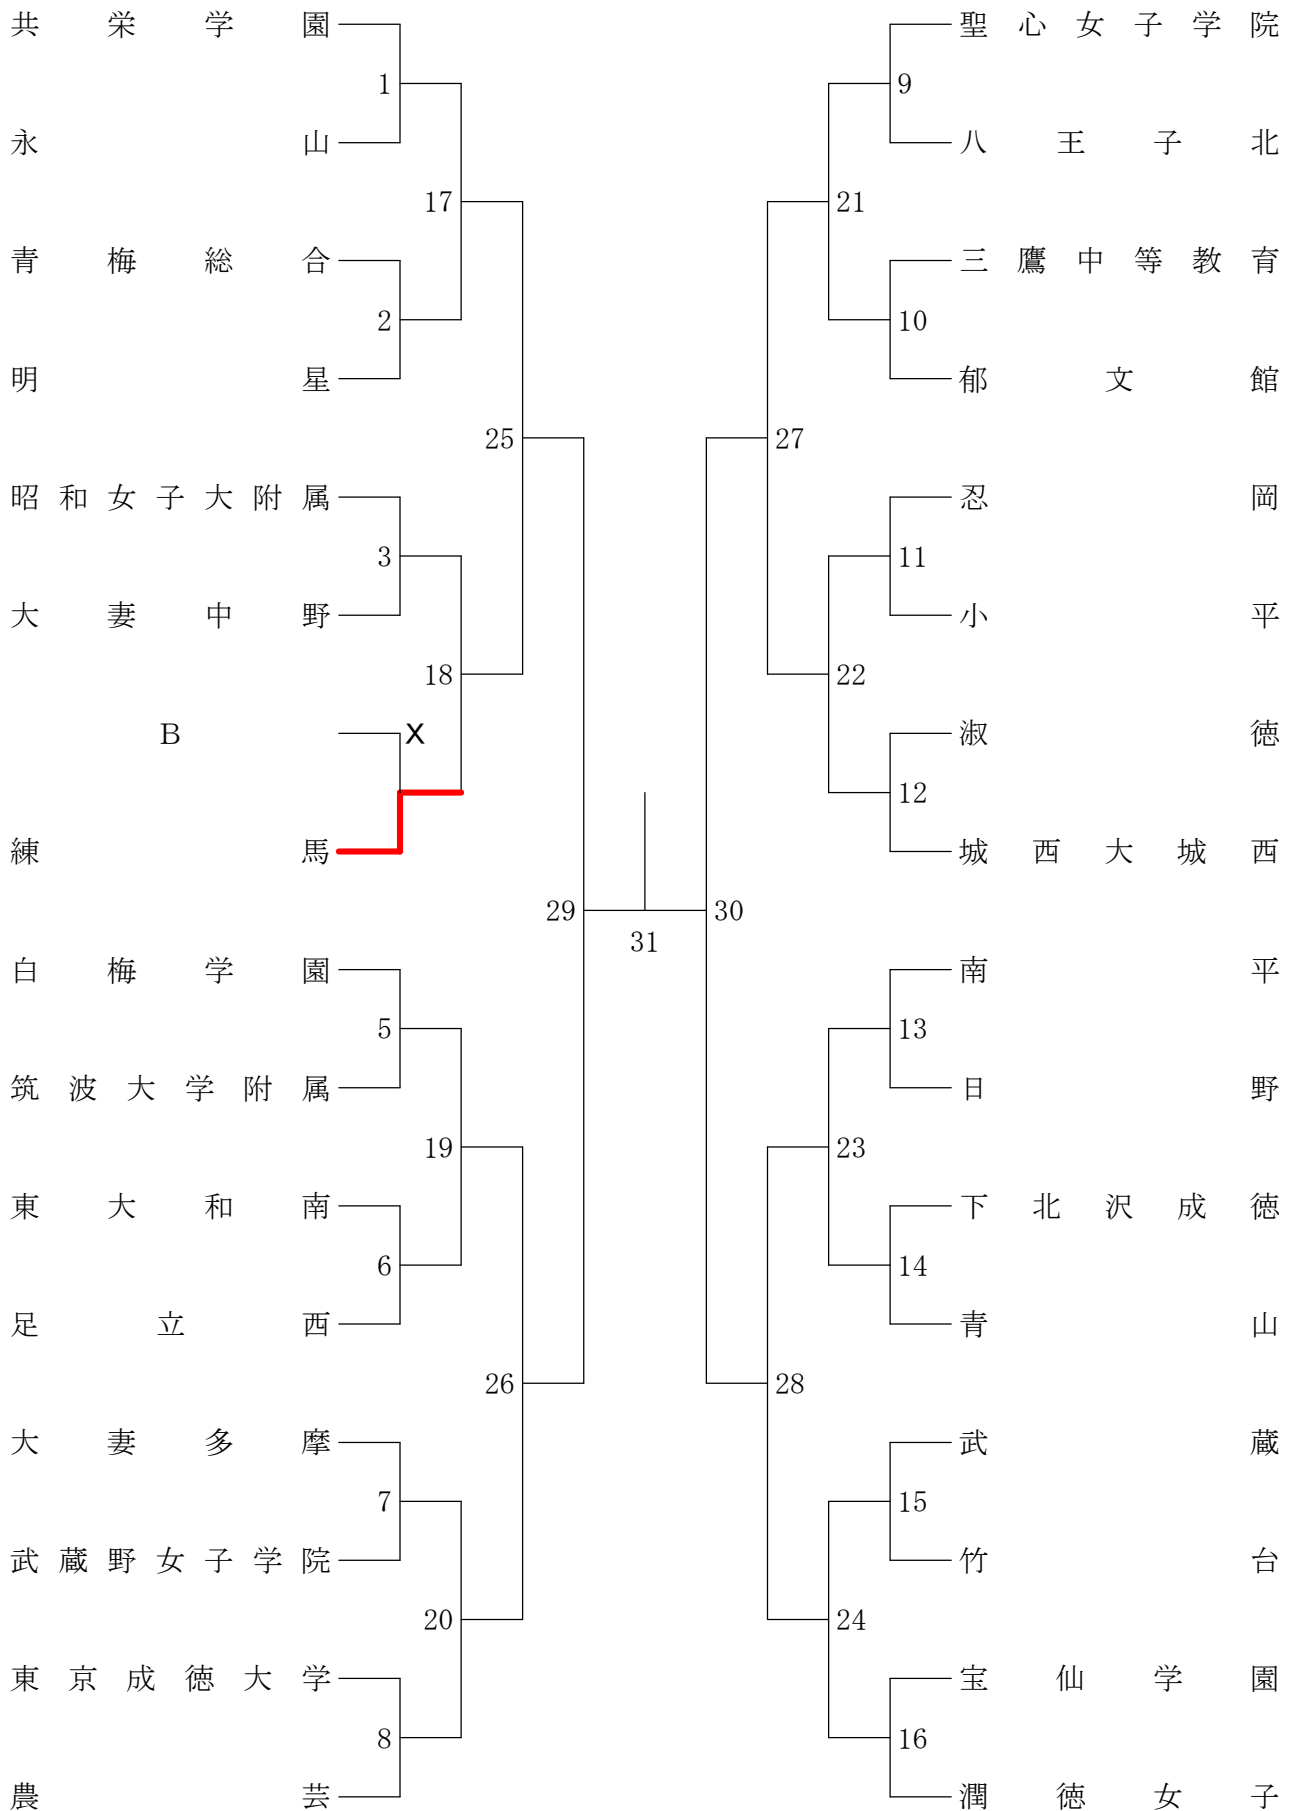 共栄学園
1
永山
17
青梅総合
2
明星
25
昭和女子大附属
3
大妻中野
18
B
X
練馬
29
31
白梅学園
5
筑波大学附属
19
東大和南
6
足立西
26
大妻多摩
7
武蔵野女子学院
20
東京成徳大学
8
農芸
聖心女子学院
9
八王子北
21
三鷹中等教育
10
郁文館
27
忍岡
11
小平
22
淑徳
12
城西大城西
30
南平
13
日野
23
下北沢成徳
14
青山
28
武蔵
15
竹台
24
宝仙学園
16
潤徳女子